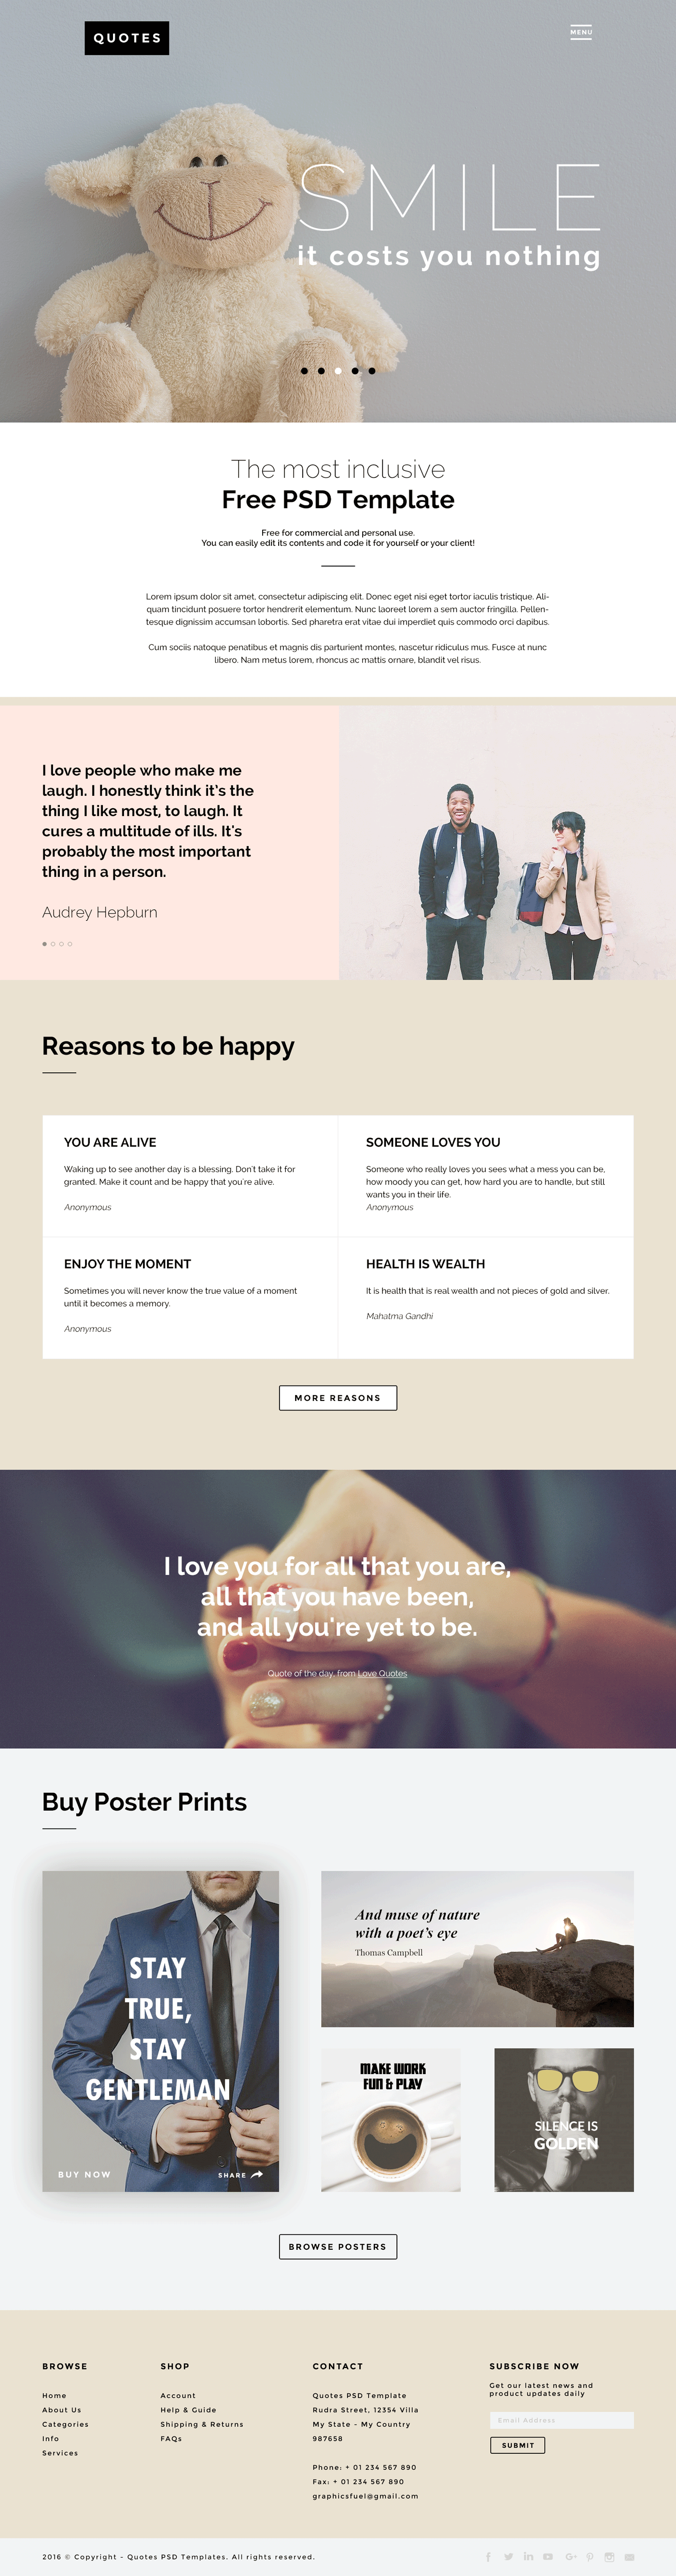 QUOTES
MENU
SMILE
it costs you nothing
The most inclusive
Free PSD Template
Free for commercial and personal use.
You can easily edit its contents and code it for yourself or your client!
Lorem ipsum dolor sit amet, consectetur adipiscing elit. Donec eget nisi eget tortor iaculis tristique. Ali-
quam tincidunt posuere tortor hendrerit elementum. Nunc laoreet lorem a sem auctor fringilla. Pellen-
tesque dignissim accumsan lobortis. Sed pharetra erat vitae dui imperdiet quis commodo orci dapibus.
Cum sociis natoque penatibus et magnis dis parturient montes, nascetur ridiculus mus. Fusce at nunc
libero. Nam metus lorem, rhoncus ac mattis ornare, blandit vel risus.
I love people who make me
laugh. I honestly think it's the
thing I like most, to laugh. It
cures a multitude of ills. It's
probably the most important
thing in a person.
Audrey Hepburn
Reasons to be happy
YOU ARE ALIVE
Waking up to see another day is a blessing. Don't take it for
granted. Make it count and be happy that you're alive.
Anonymous
SOMEONE LOVES YOU
Someone who really loves you sees what a mess you can be,
how moody you can get, how hard you are to handle, but still
wants you in their life.
Anonymous
ENJOY THE MOMENT
Sometimes you will never know the true value of a moment
until it becomes a memory.
Anonymous
HEALTH IS WEALTH
It is health that is real wealth and not pieces of gold and silver.
Mahatma Gandhi
MORE REASONS
I love you for all that you are,
all that you have been,
and all you're yet to be.
Quote of the day, from Love Quotes
Buy Poster Prints
STAY
TRUE,
STAY
GENTLEMAN
BUY NOW
SHARE
And muse of nature
with a poet's eye
Thomas Campbell
MAKE WORK
FUN & PLAY
SILENCE IS
GOLDEN
BROWSE POSTERS
BROWSE
Home
About Us
Categories
Info
Services
SHOP
Account
Help & Guide
Shipping & Returns
FAQs
CONTACT
Quotes PSD Template
Rudra Street, 12354 Villa
My State - My Country
987658
Phone: + 01 234 567 890
Fax: + 01 234 567 890
graphicsfuel@gmail.com
SUBSCRIBE NOW
Get our latest news and
product updates daily
Email Address
SUBMIT
2016 © Copyright - Quotes PSD Templates. All rights reserved.